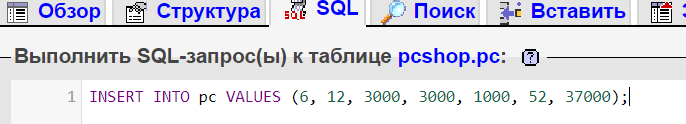 Обзор Структура SQL Поиск Вставить
Выполнить SQL-запрос(ы) к таблице pcshop.pc:
1 INSERT INTO pc VALUES (6, 12, 3000, 3000, 1000, 52, 37000);